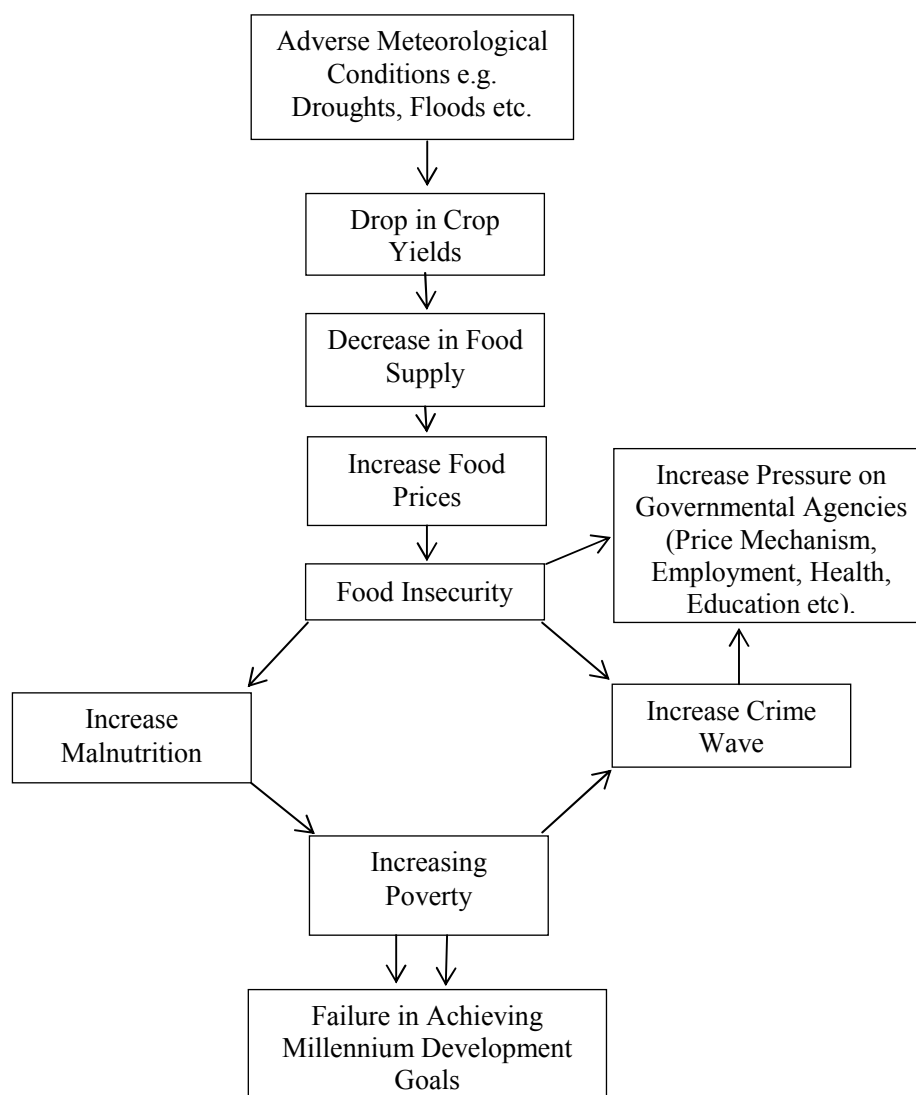 Adverse Meteorological
Conditions e.g.
Droughts, Floods etc.
Drop in Crop
Yields
Decrease in Food
Supply
Increase Food
Prices
Increase Pressure on
Governmental Agencies
(Price Mechanism,
Employment, Health,
Education etc).
Food Insecurity
Increase
Malnutrition
Increase Crime
Wave
Increasing
Poverty
Failure in Achieving
Millennium Development
Goals